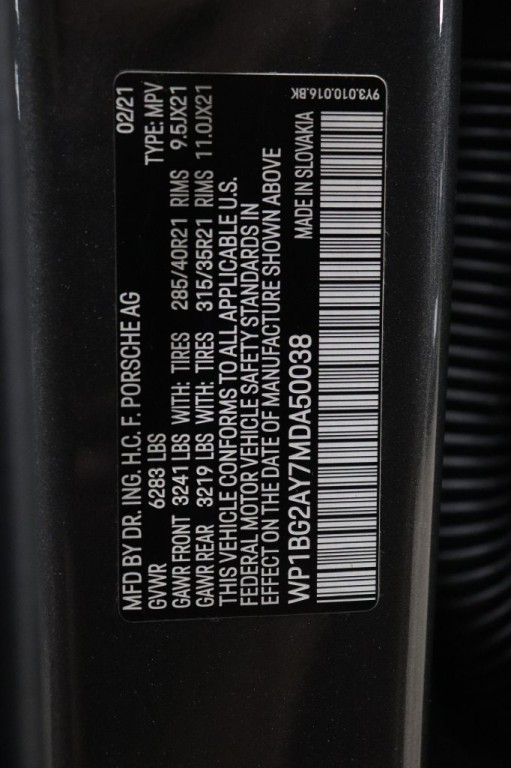 MFD BY DR. ING. H.C. F. PORSCHE AG 02/21
GVWR 6283 LBS TYPE: MPV
GAWR FRONT 3241 LBS WITH: TIRES 285/40R21 RIMS 9.5JX21
GAWR REAR 3219 LBS WITH: TIRES 315/35R21 RIMS 11.0JX21
THIS VEHICLE CONFORMS TO ALL APPLICABLE U.S.
FEDERAL MOTOR VEHICLE SAFETY STANDARDS IN
EFFECT ON THE DATE OF MANUFACTURE SHOWN ABOVE
WP1BG2AY7MDA50038 MADE IN SLOVAKIA
9Y3.010.016.BK